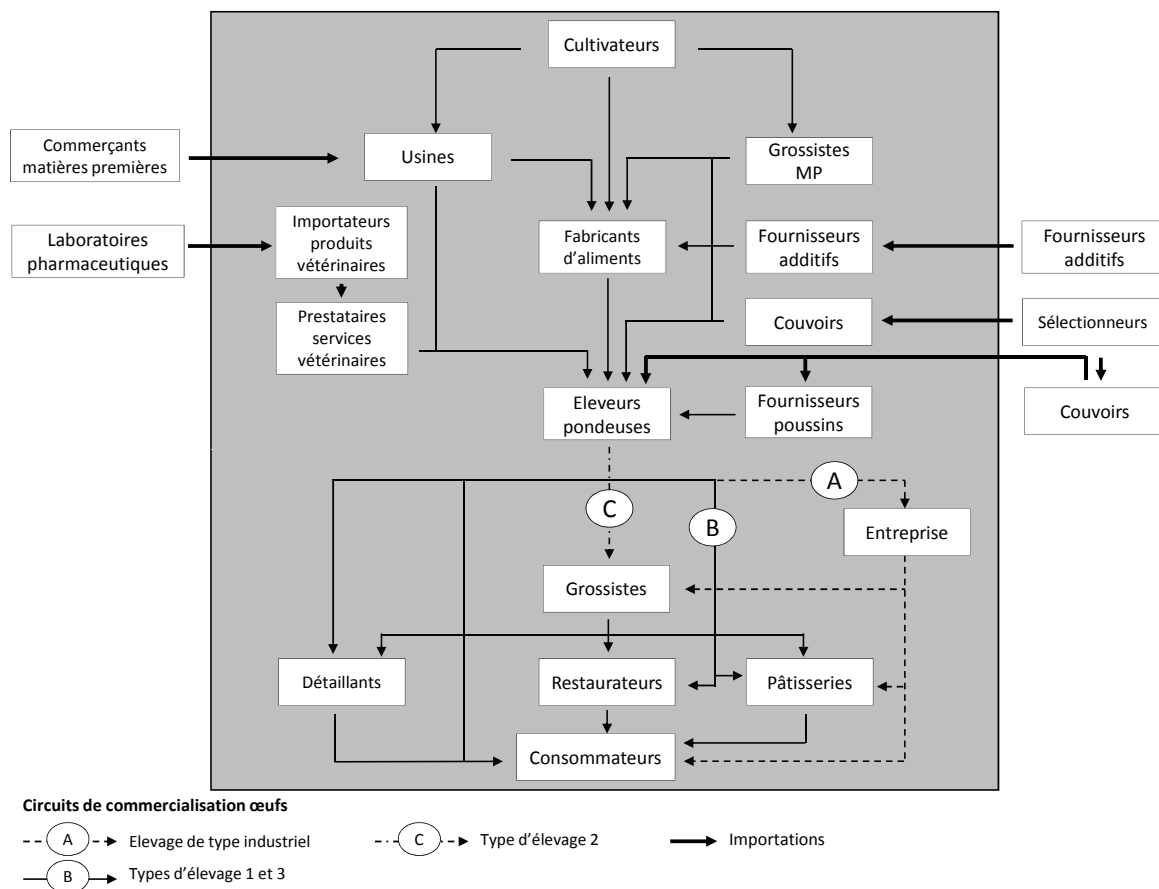 Cultivateurs
Commerçants
matières premières
Usines
Grossistes
MP
Laboratoires
pharmaceutiques
Importateurs
produits
vétérinaires
Fabricants
d'aliments
Fournisseurs
additifs
Fournisseurs
additifs
Prestataires
services
vétérinaires
Couvoirs
Sélectionneurs
Eleveurs
pondeuses
Fournisseurs
poussins
Couvoirs
A
C
B
Entreprise
Grossistes
Détaillants
Restaurateurs
Pâtisseries
Consommateurs
Circuits de commercialisation œufs
A Elevage de type industriel
C Type d'élevage 2
Importations
B Types d'élevage 1 et 3